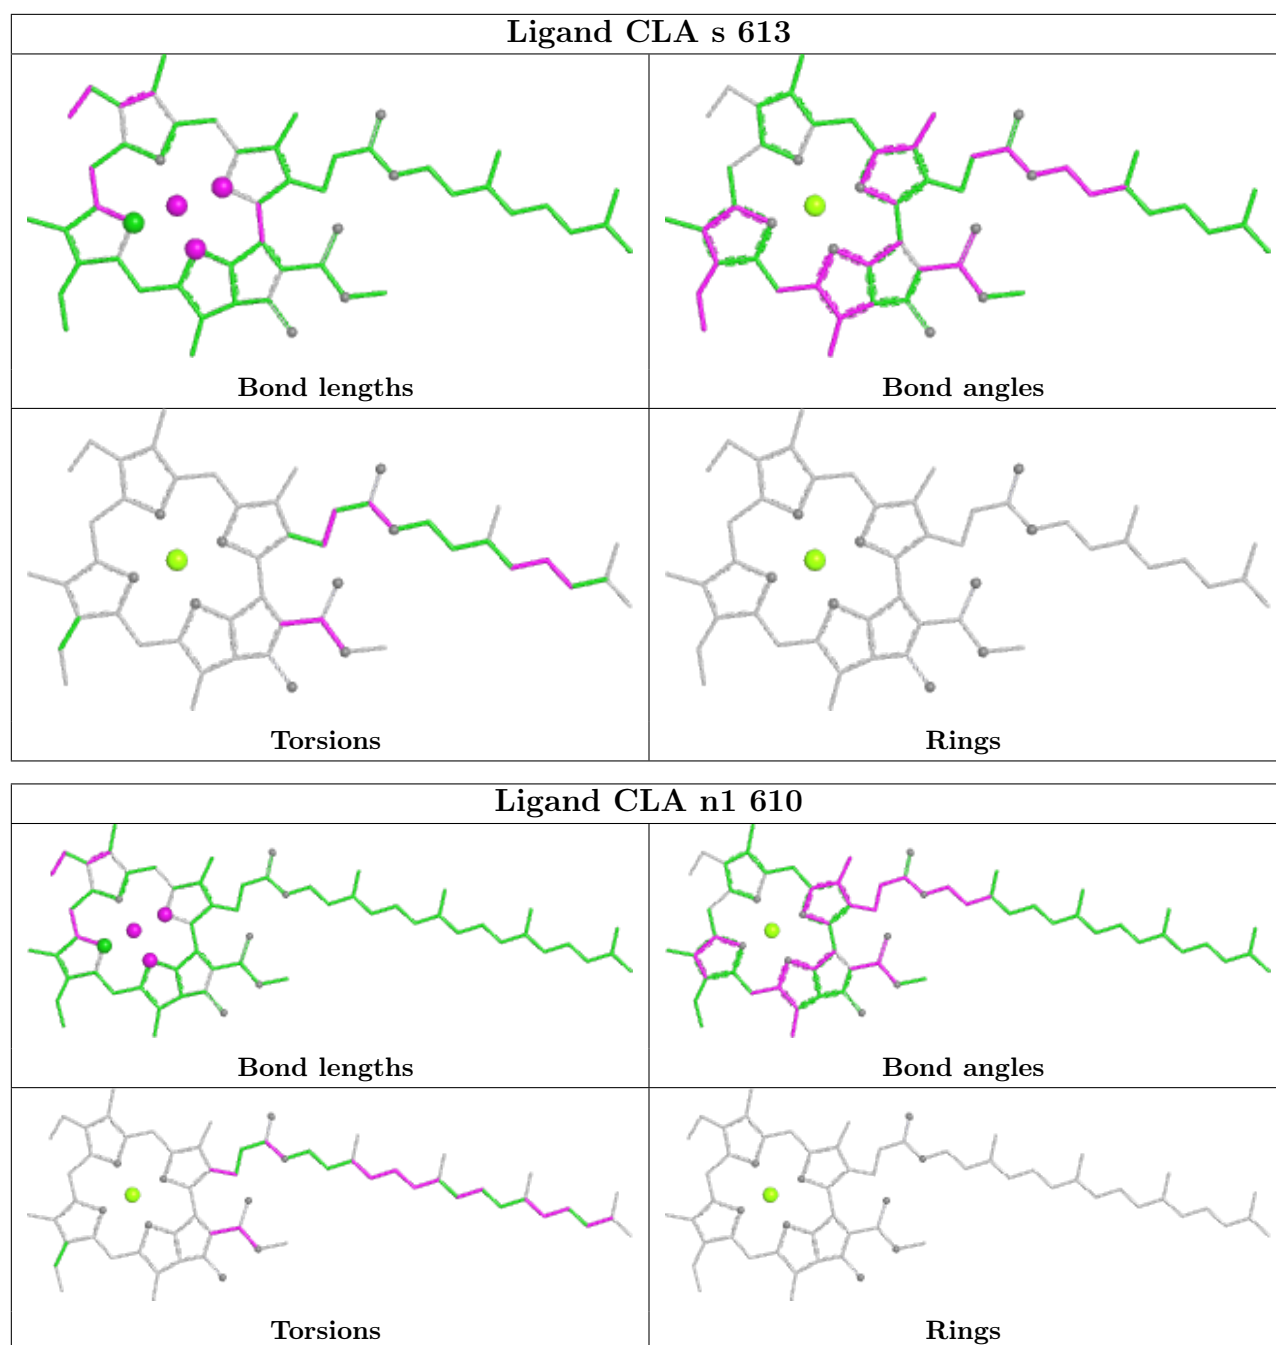 Ligand CLA s 613
Bond lengths
Bond angles
Torsions
Rings
Ligand CLA n1 610
Bond lengths
Bond angles
Torsions
Rings